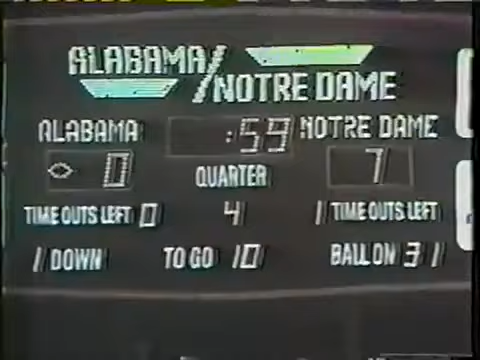 ALABAMA/
NOTRE DAME
ALABAMA :59 NOTRE DAME
0 QUARTER 7
TIME OUTS LEFT 0 4 1 TIME OUTS LEFT
1 DOWN TO GO 10 BALL ON 31